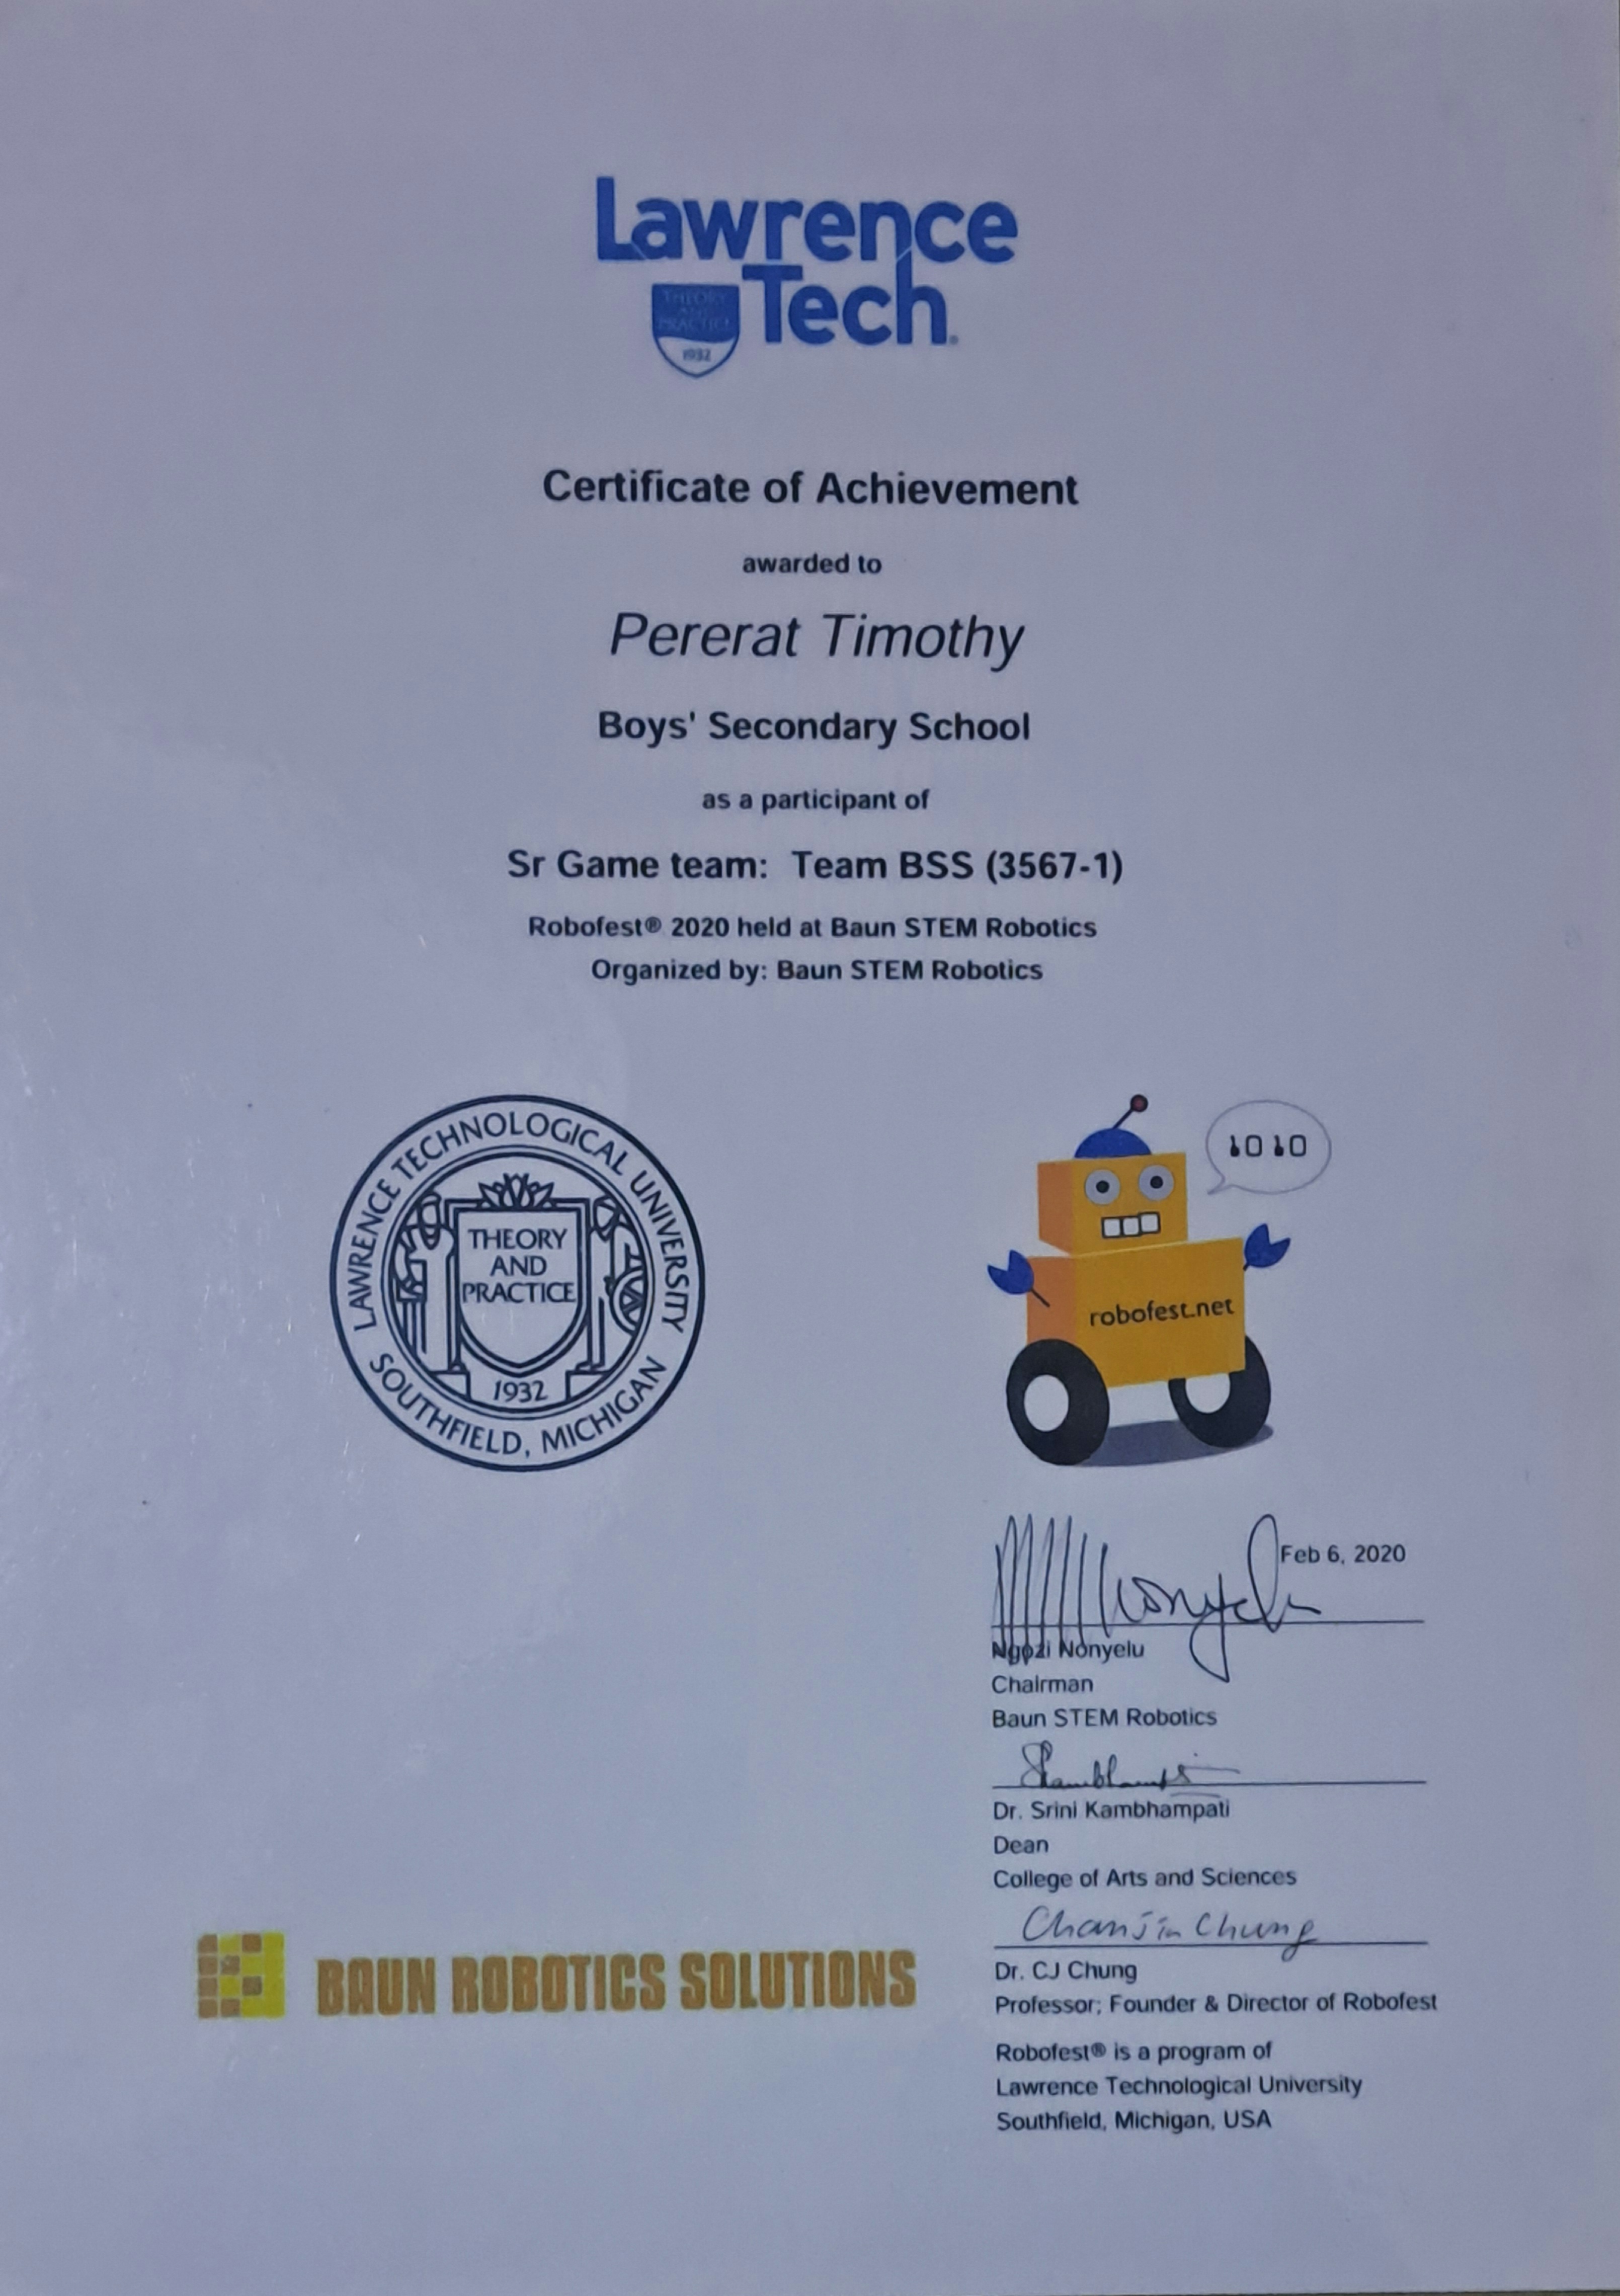 Lawrence
Tech
THEORY
AND
PRACTICE
1932
Certificate of Achievement
awarded to
Pererat Timothy
Boys' Secondary School
as a participant of
Sr Game team: Team BSS (3567-1)
Robofest® 2020 held at Baun STEM Robotics
Organized by: Baun STEM Robotics
LAWRENCE TECHNOLOGICAL UNIVERSITY
THEORY
AND
PRACTICE
1932
SOUTHFIELD, MICHIGAN
1010
robofest.net
Feb 6, 2020
Ngozi Nonyelu
Chairman
Baun STEM Robotics
Dr. Srini Kambhampati
Dean
College of Arts and Sciences
ChanJin Chung
Dr. CJ Chung
Professor; Founder & Director of Robofest
BAUN ROBOTICS SOLUTIONS
Robofest® is a program of
Lawrence Technological University
Southfield, Michigan, USA